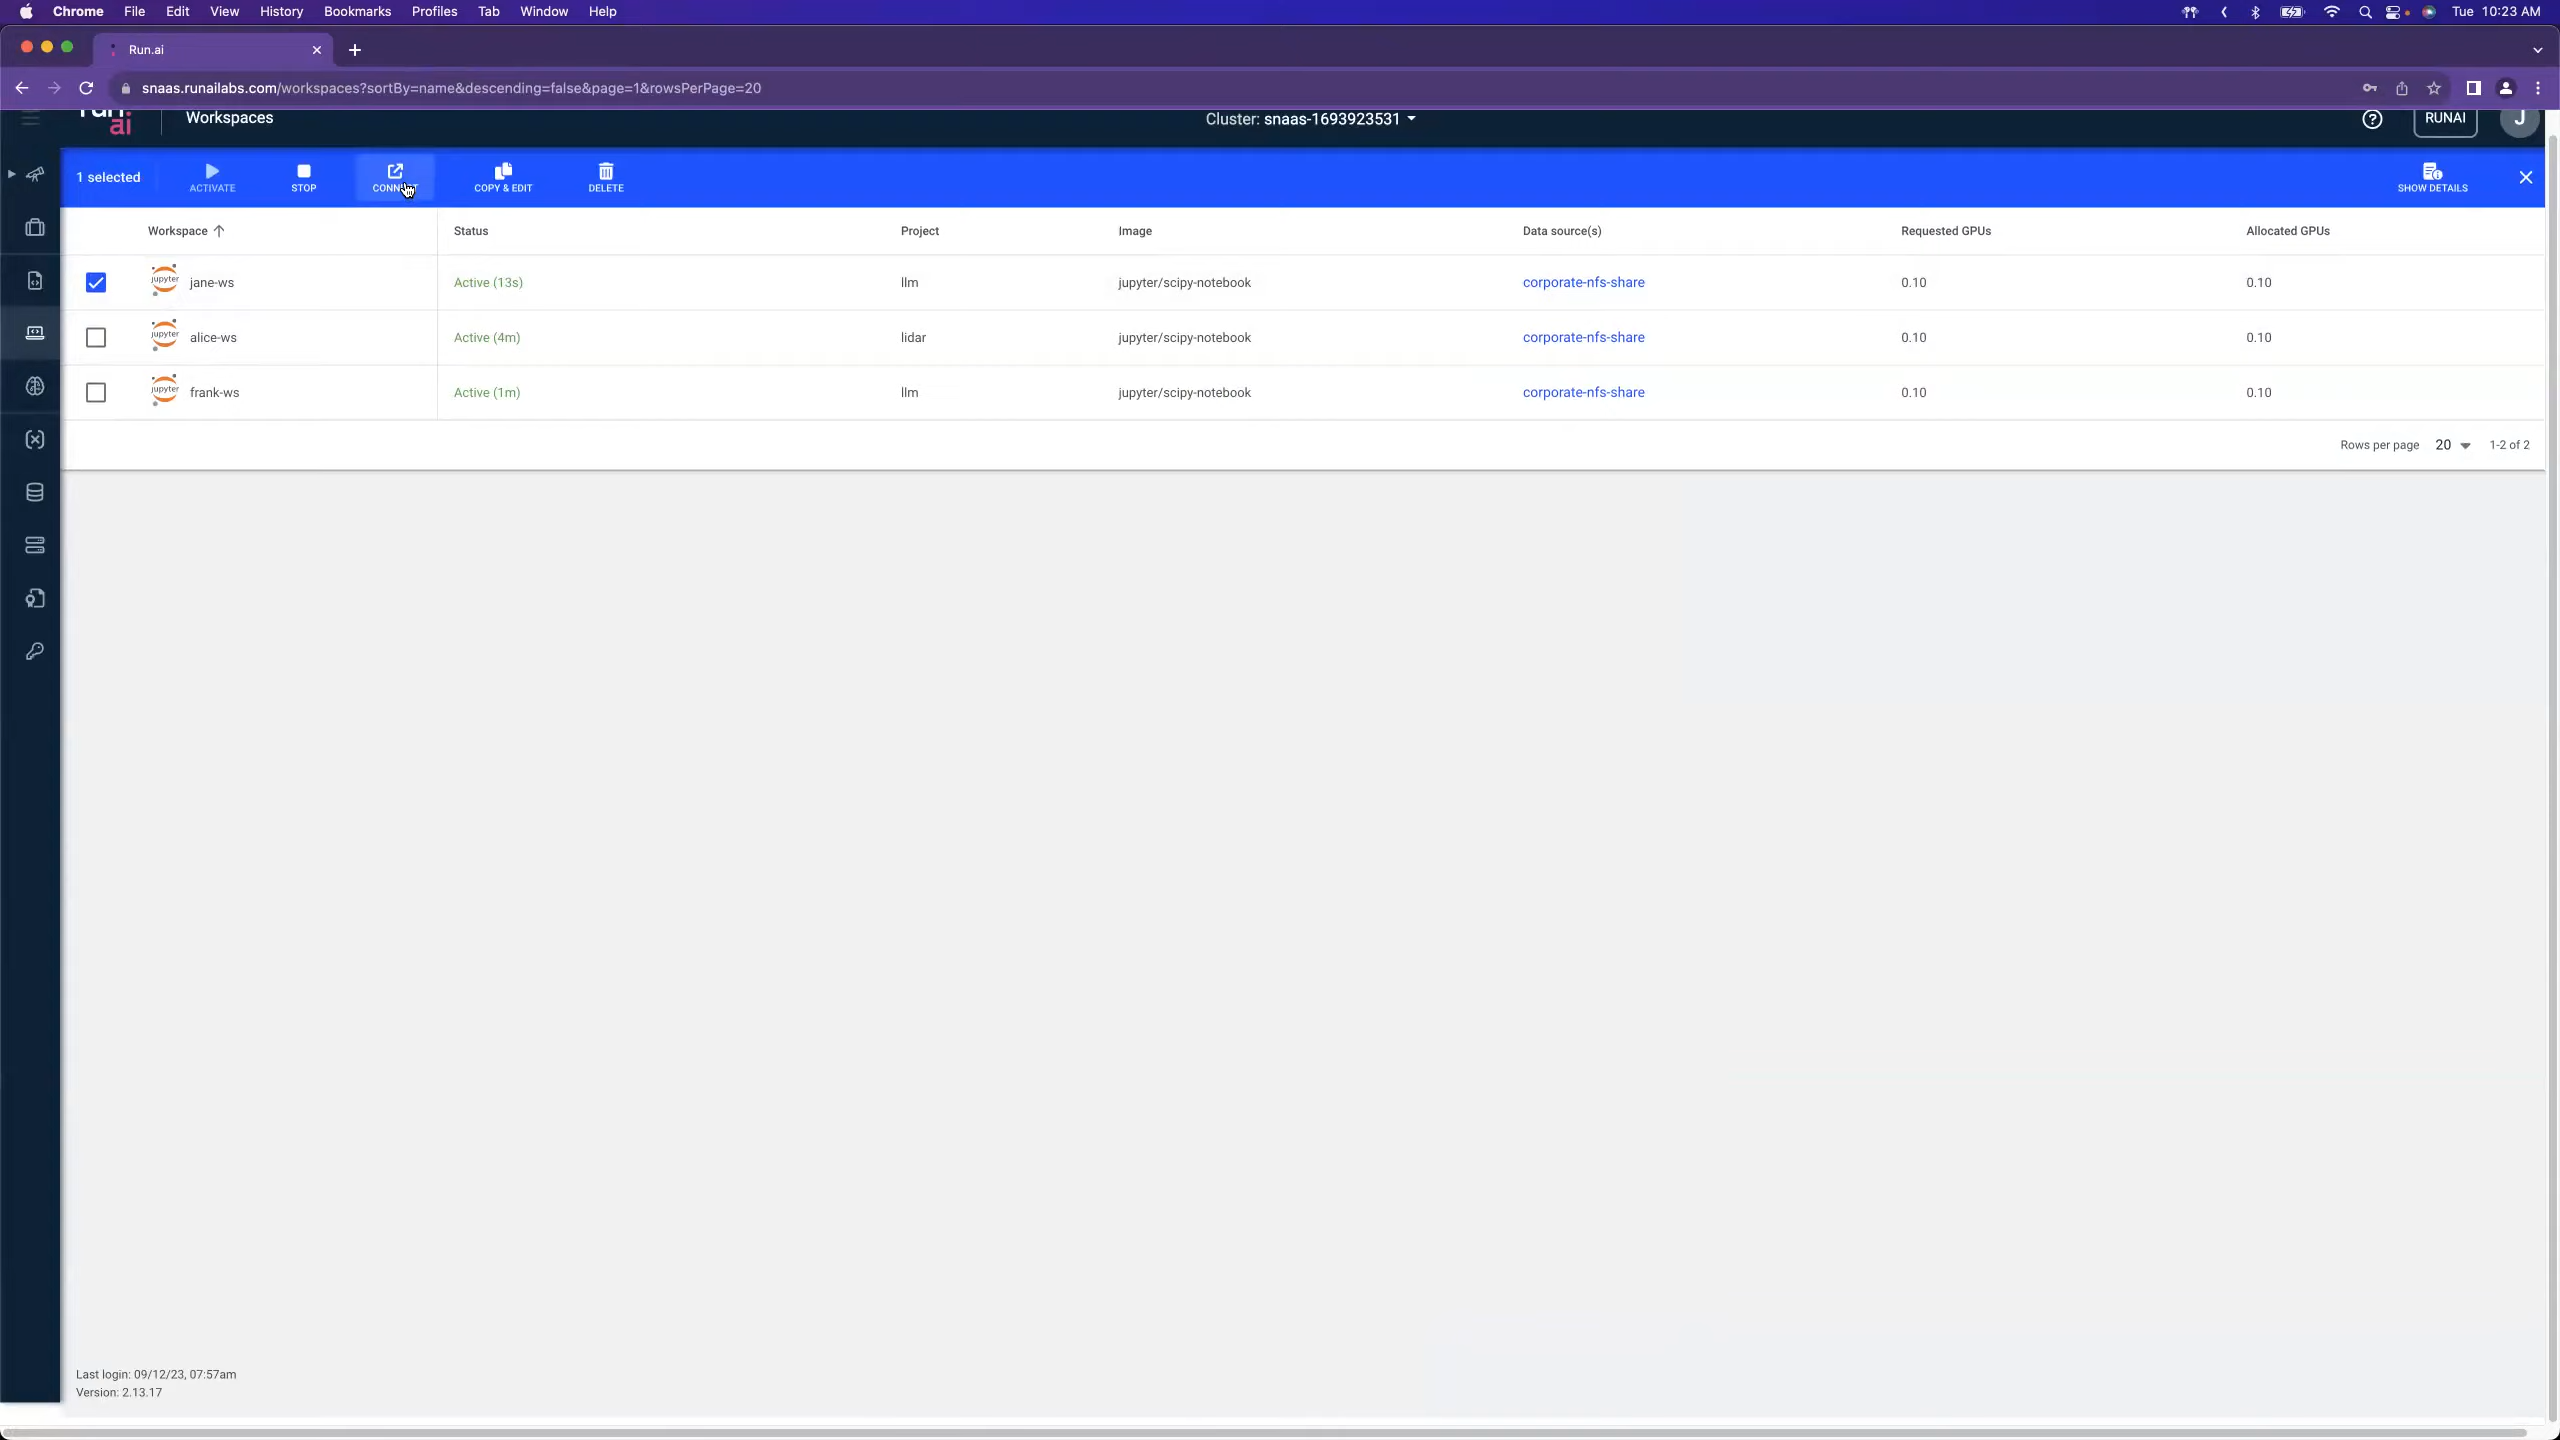 Chrome File Edit View History Bookmarks Profiles Tab Window Help Tue 10:23 AM
Run.ai
snaas.runailabs.com/workspaces?sortBy=name&descending=false&page=1&rowsPerPage=20
run: ai Workspaces Cluster: snaas-1693923531 RUNAI J
1 selected ACTIVATE STOP COPY & EDIT DELETE SHOW DETAILS
Workspace Status Project Image Data source(s) Requested GPUs Allocated GPUs
jupyter jane-ws Active (13s) llm jupyter/scipy-notebook corporate-nfs-share 0.10 0.10
jupyter alice-ws Active (4m) lidar jupyter/scipy-notebook corporate-nfs-share 0.10 0.10
jupyter frank-ws Active (1m) llm jupyter/scipy-notebook corporate-nfs-share 0.10 0.10
Rows per page 20 1-2 of 2
Last login: 09/12/23, 07:57am
Version: 2.13.17